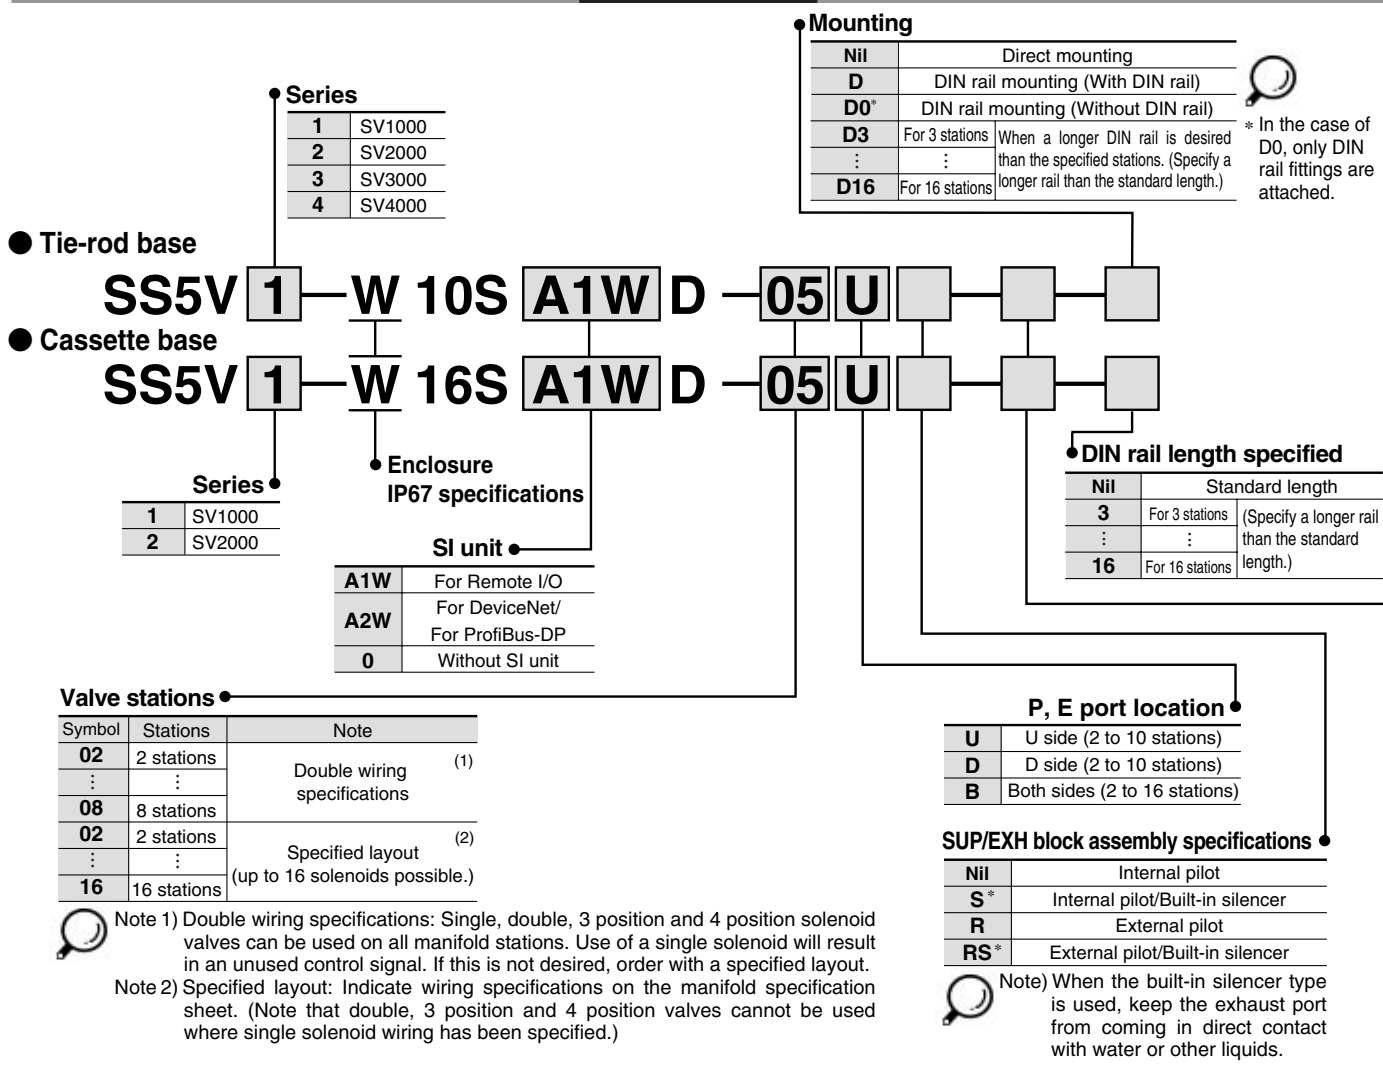 Mounting
Nil Direct mounting
D DIN rail mounting (With DIN rail)
D0* DIN rail mounting (Without DIN rail)
D3 For 3 stations When a longer DIN rail is desired
⋮ ⋮ than the specified stations. (Specify a
D16 For 16 stations longer rail than the standard length.)
* In the case of
D0, only DIN
rail fittings are
attached.
Series
1 SV1000
2 SV2000
3 SV3000
4 SV4000
● Tie-rod base
SS5V 1 — W 10S A1W D — 05 U
● Cassette base
SS5V 1 — W 16S A1W D — 05 U
Series
1 SV1000
2 SV2000
Enclosure
IP67 specifications
SI unit
A1W For Remote I/O
A2W For DeviceNet/
For ProfiBus-DP
0 Without SI unit
DIN rail length specified
Nil Standard length
3 For 3 stations (Specify a longer rail
⋮ ⋮ than the standard
16 For 16 stations length.)
Valve stations
Symbol Stations Note
02 2 stations Double wiring (1)
⋮ ⋮ specifications
08 8 stations
02 2 stations (2)
⋮ ⋮ Specified layout
16 16 stations (up to 16 solenoids possible.)
Note 1) Double wiring specifications: Single, double, 3 position and 4 position solenoid
valves can be used on all manifold stations. Use of a single solenoid will result
in an unused control signal. If this is not desired, order with a specified layout.
Note 2) Specified layout: Indicate wiring specifications on the manifold specification
sheet. (Note that double, 3 position and 4 position valves cannot be used
where single solenoid wiring has been specified.)
P, E port location
U U side (2 to 10 stations)
D D side (2 to 10 stations)
B Both sides (2 to 16 stations)
SUP/EXH block assembly specifications
Nil Internal pilot
S* Internal pilot/Built-in silencer
R External pilot
RS* External pilot/Built-in silencer
Note) When the built-in silencer type
is used, keep the exhaust port
from coming in direct contact
with water or other liquids.